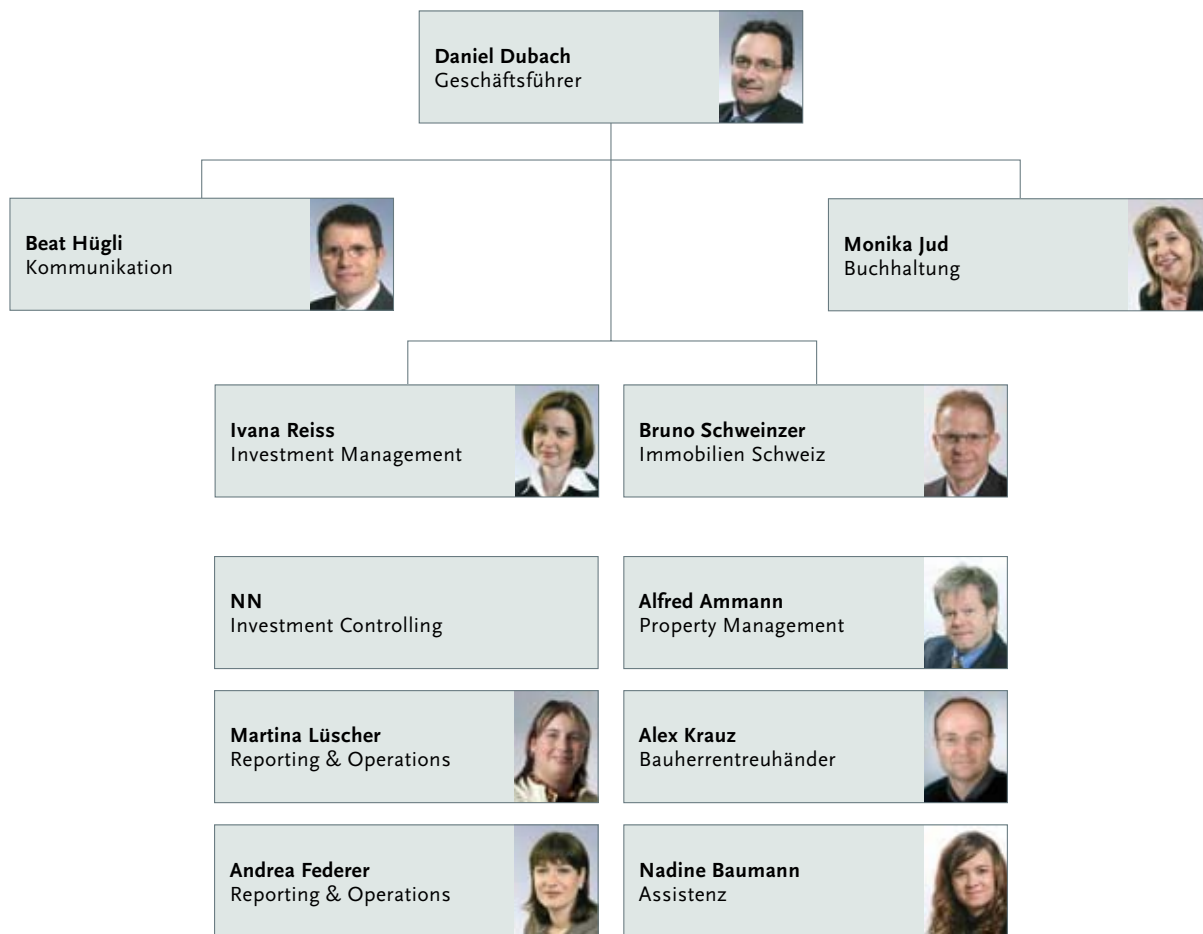 Daniel Dubach
Geschäftsführer
Beat Hügli
Kommunikation
Monika Jud
Buchhaltung
Ivana Reiss
Investment Management
Bruno Schweinzer
Immobilien Schweiz
NN
Investment Controlling
Alfred Ammann
Property Management
Martina Lüscher
Reporting & Operations
Alex Krauz
Bauherrentreuhänder
Andrea Federer
Reporting & Operations
Nadine Baumann
Assistenz